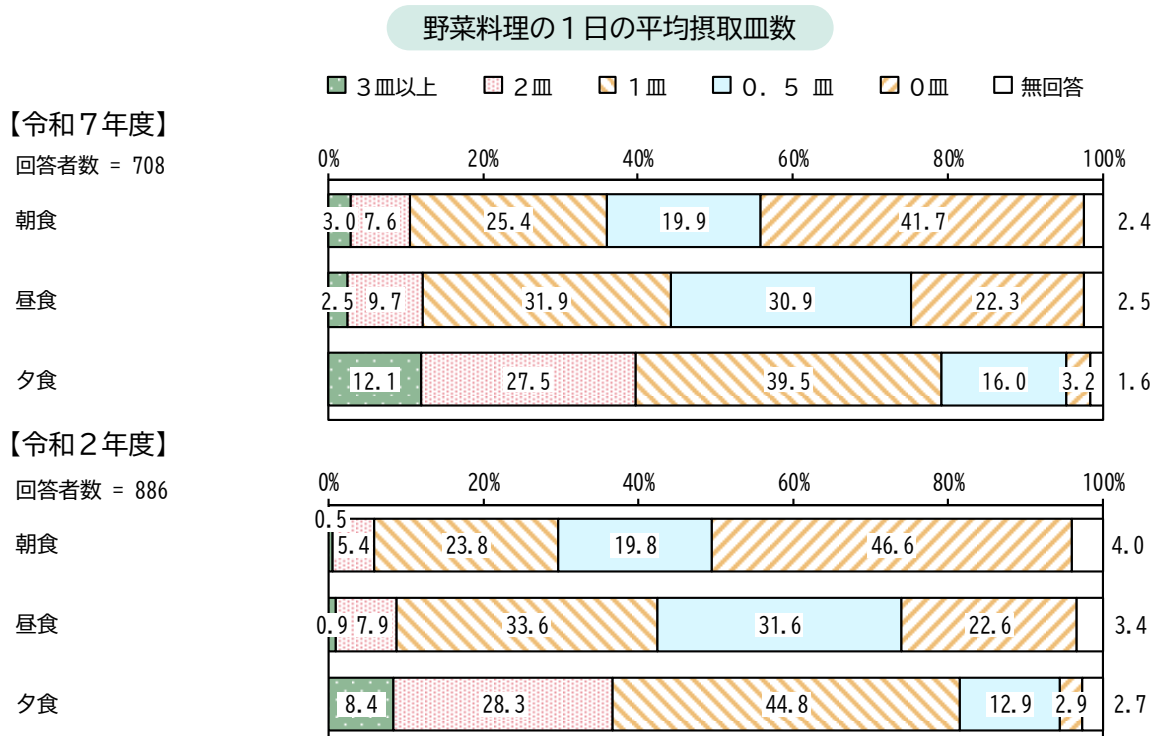 野菜料理の１日の平均摂取皿数
３皿以上 ２皿 １皿 ０．５ 皿 ０皿 無回答
【令和７年度】
回答者数 = 708
0% 20% 40% 60% 80% 100%
朝食 3.0 7.6 25.4 19.9 41.7 2.4
昼食 2.5 9.7 31.9 30.9 22.3 2.5
夕食 12.1 27.5 39.5 16.0 3.2 1.6
【令和２年度】
回答者数 = 886
0% 20% 40% 60% 80% 100%
朝食 0.5 5.4 23.8 19.8 46.6 4.0
昼食 0.9 7.9 33.6 31.6 22.6 3.4
夕食 8.4 28.3 44.8 12.9 2.9 2.7